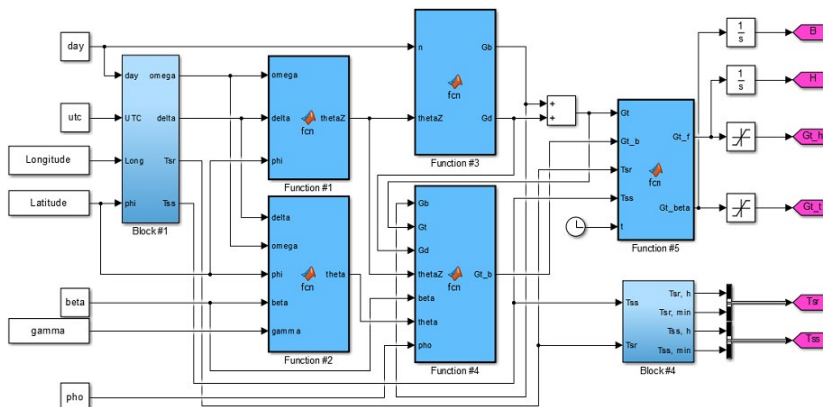 day
utc
Longitude
Latitude
beta
gamma
pho
day
UTC
Long
phi
omega
delta
Tsr
Tss
Block #1
omega
delta
phi
fcn
thetaZ
Function #1
delta
omega
phi
beta
gamma
fcn
theta
Function #2
n
thetaZ
fcn
Gb
Gd
Function #3
Gb
Gt
Gd
thetaZ
beta
theta
pho
fcn
Gt_b
Function #4
+
+
Gt
Gt_b
Tsr
Tss
t
fcn
Gt_f
Gt_beta
Function #5
Tss
Tsr
Tsr, h
Tsr, min
Tss, h
Tss, min
Block #4
1
s
1
s
B
H
Gt_h
Gt_t
Tsr
Tss